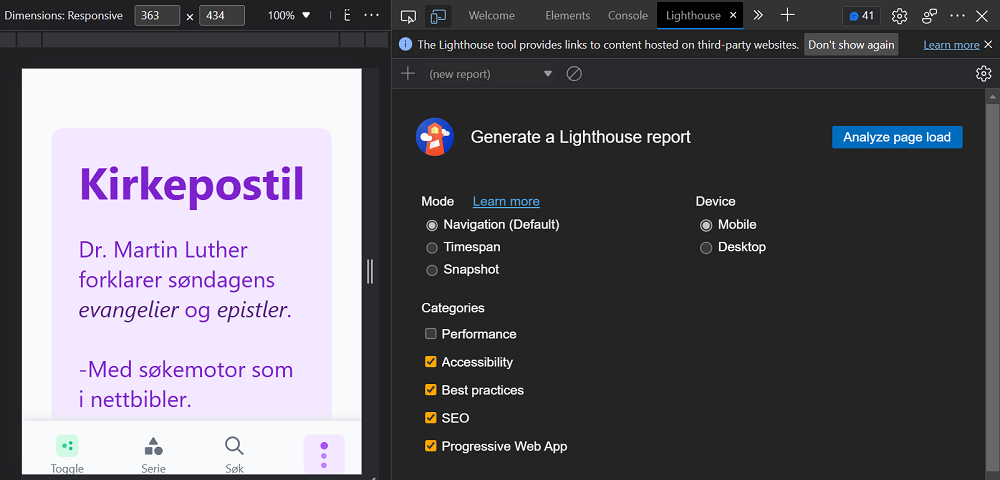 Dimensions: Responsive 363 × 434 100% ▼ E ···
Welcome Elements Console Lighthouse × 41
The Lighthouse tool provides links to content hosted on third-party websites. Don't show again Learn more
(new report)
Generate a Lighthouse report
Analyze page load
Mode Learn more
Navigation (Default)
Timespan
Snapshot
Device
Mobile
Desktop
Categories
Performance
Accessibility
Best practices
SEO
Progressive Web App
Kirkepostil
Dr. Martin Luther
forklarer søndagens
evangelier og epistler.
-Med søkemotor som
i nettbibler.
Toggle Serie Søk